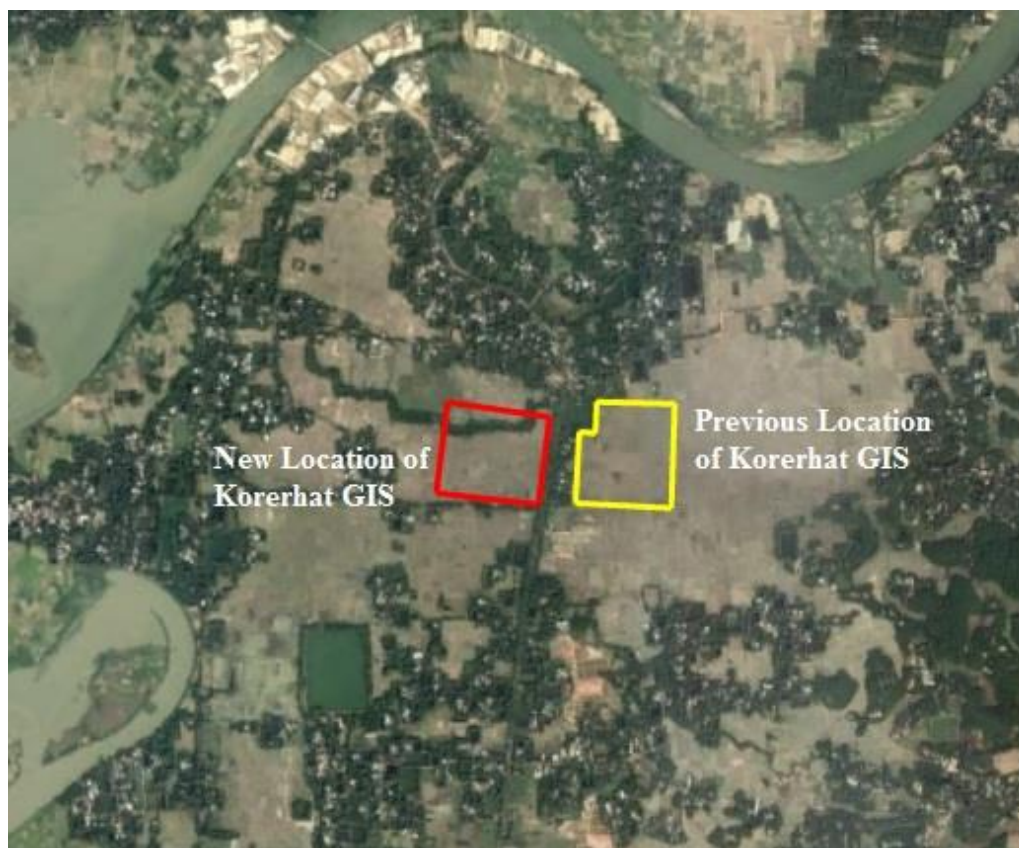 New Location of
Korerhat GIS
Previous Location
of Korerhat GIS